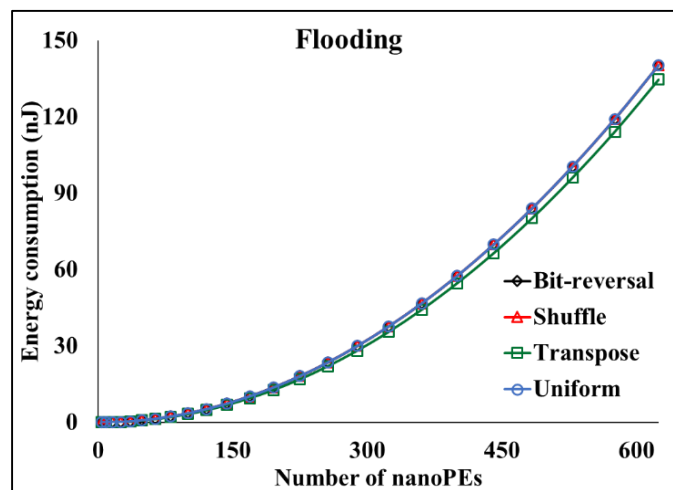 Flooding
Energy consumption (nJ)
150
120
90
60
30
0
Bit-reversal
Shuffle
Transpose
Uniform
0 150 300 450 600
Number of nanoPEs